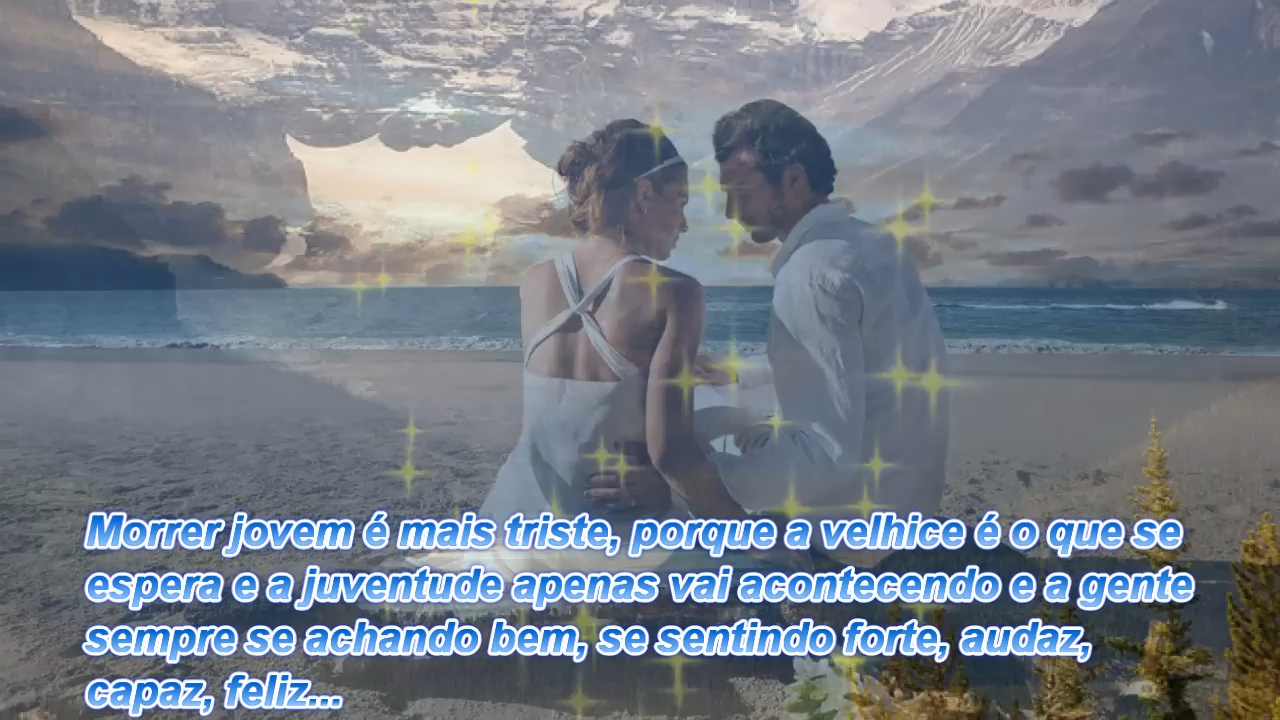 Morrer jovem é mais triste, porque a velhice é o que se
espera e a juventude apenas vai acontecendo e a gente
sempre se achando bem, se sentindo forte, audaz,
capaz, feliz...